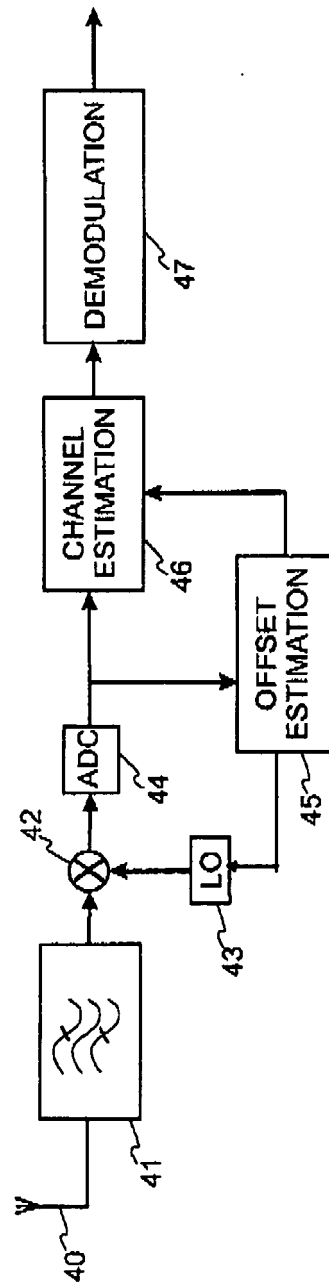 40
41
42
LO
43
ADC
44
OFFSET
ESTIMATION
45
CHANNEL
ESTIMATION
46
DEMODULATION
47